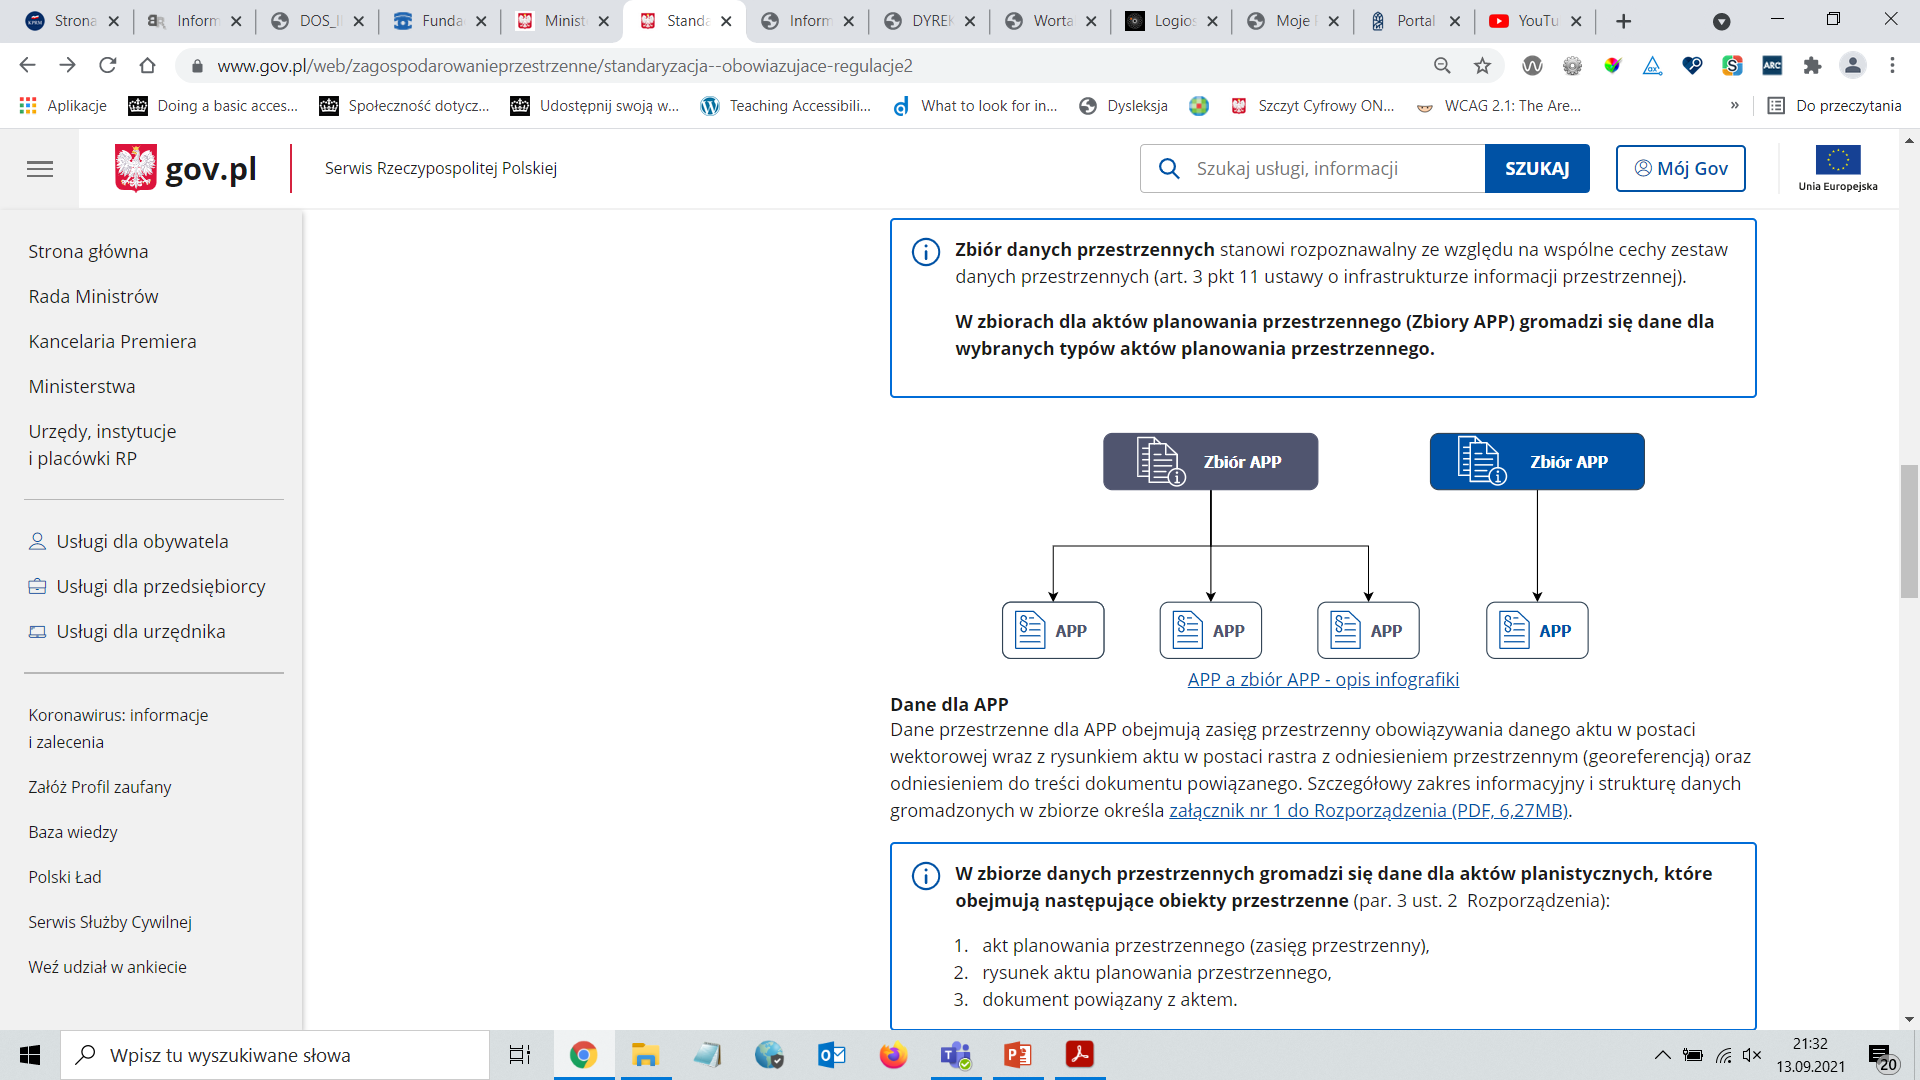 Strona
Inform
DOS_I
Funda
Minist
Standa
Inform
DYREK
Worta
Logios
Moje
Portal
YouTu
www.gov.pl/web/zagospodarowanieprzestrzenne/standaryzacja--obowiazujace-regulacje2
Aplikacje
Doing a basic acces...
Społeczność dotycz...
Udostępnij swoją w...
Teaching Accessibili...
What to look for in...
Dysleksja
Szczyt Cyfrowy ON...
WCAG 2.1: The Are...
»
Do przeczytania
gov.pl
Serwis Rzeczypospolitej Polskiej
Szukaj usługi, informacji
SZUKAJ
Mój Gov
Unia Europejska
Strona główna
Rada Ministrów
Kancelaria Premiera
Ministerstwa
Urzędy, instytucje
i placówki RP
Usługi dla obywatela
Usługi dla przedsiębiorcy
Usługi dla urzędnika
Koronawirus: informacje
i zalecenia
Załóż Profil zaufany
Baza wiedzy
Polski Ład
Serwis Służby Cywilnej
Weź udział w ankiecie
Zbiór danych przestrzennych stanowi rozpoznawalny ze względu na wspólne cechy zestaw
danych przestrzennych (art. 3 pkt 11 ustawy o infrastrukturze informacji przestrzennej).
W zbiorach dla aktów planowania przestrzennego (Zbiory APP) gromadzi się dane dla
wybranych typów aktów planowania przestrzennego.
Zbiór APP
Zbiór APP
APP
APP
APP
APP
APP a zbiór APP - opis infografiki
Dane dla APP
Dane przestrzenne dla APP obejmują zasięg przestrzenny obowiązywania danego aktu w postaci
wektorowej wraz z rysunkiem aktu w postaci rastra z odniesieniem przestrzennym (georeferencją) oraz
odniesieniem do treści dokumentu powiązanego. Szczegółowy zakres informacyjny i strukturę danych
gromadzonych w zbiorze określa załącznik nr 1 do Rozporządzenia (PDF, 6,27MB).
W zbiorze danych przestrzennych gromadzi się dane dla aktów planistycznych, które
obejmują następujące obiekty przestrzenne (par. 3 ust. 2 Rozporządzenia):
1. akt planowania przestrzennego (zasięg przestrzenny),
2. rysunek aktu planowania przestrzennego,
3. dokument powiązany z aktem.
Wpisz tu wyszukiwane słowa
21:32
13.09.2021
20